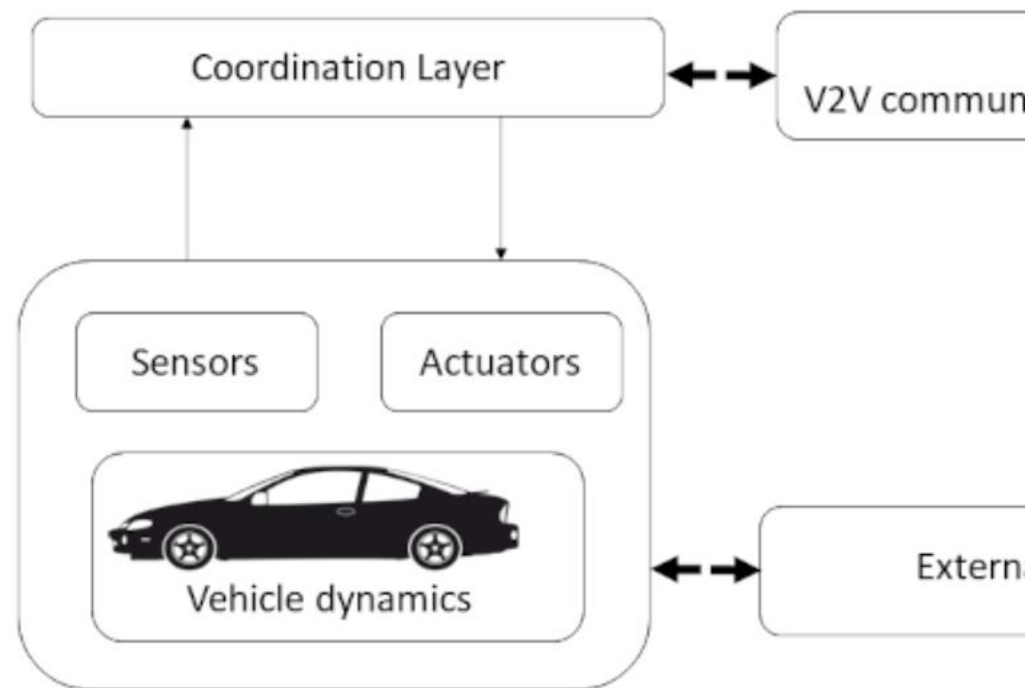 Coordination Layer
V2V commun
Sensors
Actuators
Vehicle dynamics
Externa